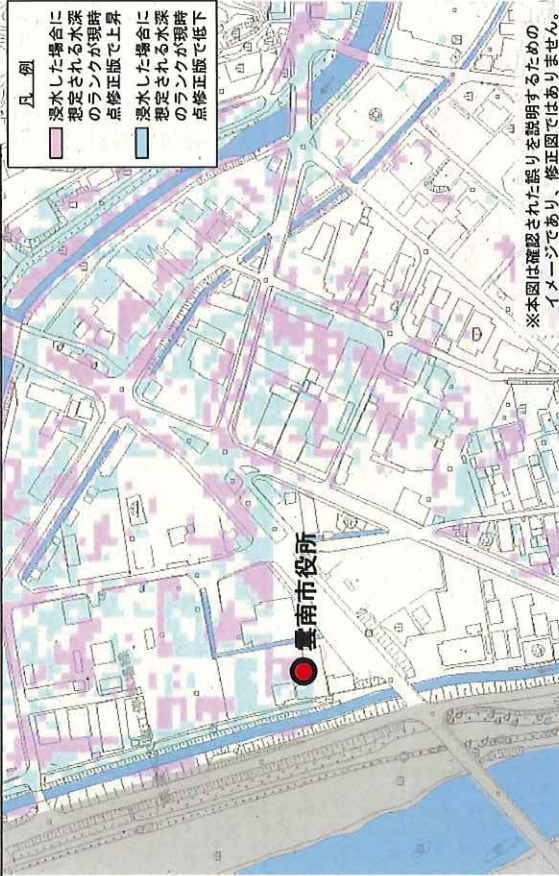 凡 例
浸水した場合に
想定される水深
のランクが現時
点修正版で上昇
浸水した場合に
想定される水深
のランクが現時
点修正版で低下
雲南市役所
※本図は確認された誤りを説明するための
イメージであり、修正図ではありません。